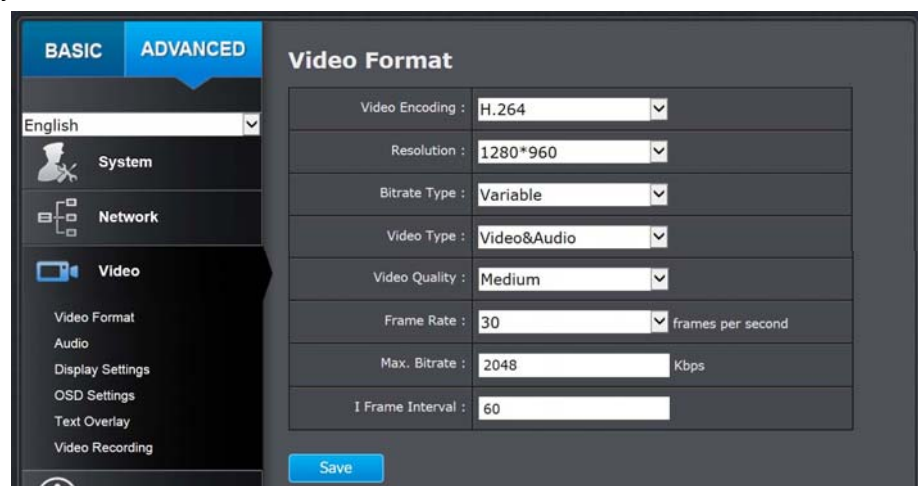 BASIC ADVANCED
English
System
Network
Video
Video Format
Audio
Display Settings
OSD Settings
Text Overlay
Video Recording
Video Format
Video Encoding : H.264
Resolution : 1280*960
Bitrate Type : Variable
Video Type : Video&Audio
Video Quality : Medium
Frame Rate : 30 frames per second
Max. Bitrate : 2048 Kbps
I Frame Interval : 60
Save